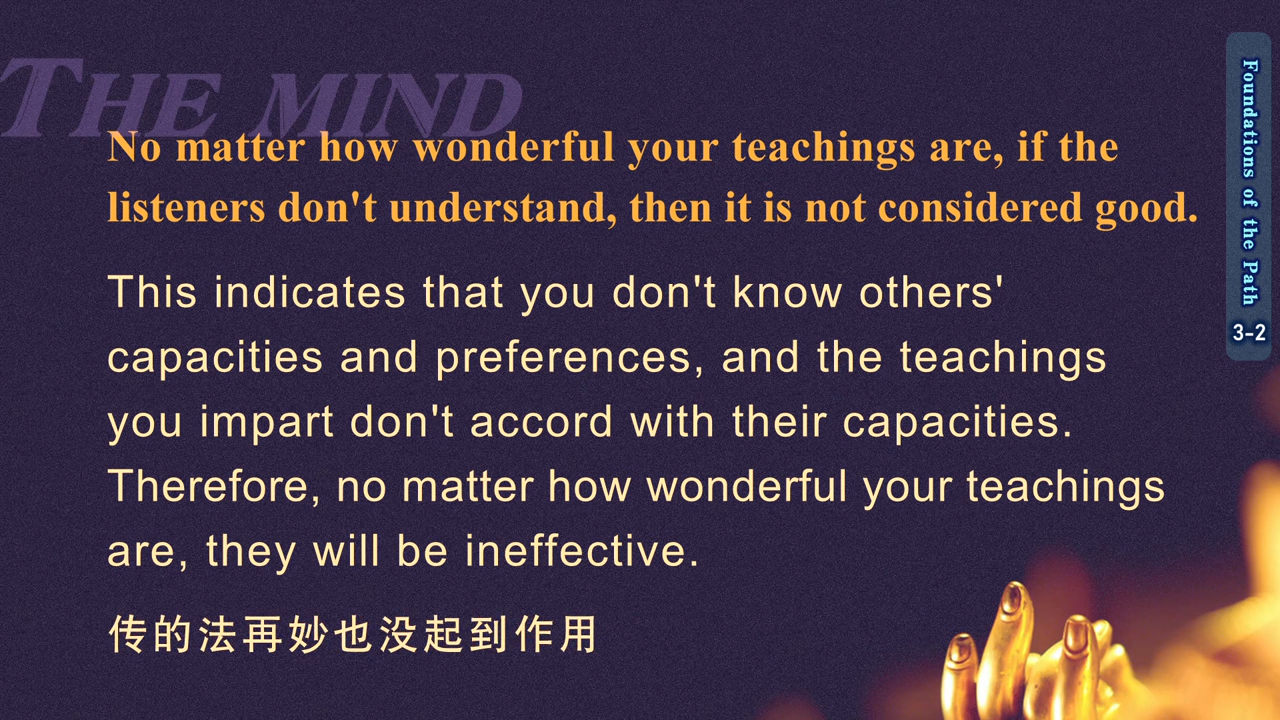 THE MIND
No matter how wonderful your teachings are, if the
listeners don't understand, then it is not considered good.
This indicates that you don't know others'
capacities and preferences, and the teachings
you impart don't accord with their capacities.
Therefore, no matter how wonderful your teachings
are, they will be ineffective.
传的法再妙也没起到作用
Foundations of the Path
3-2